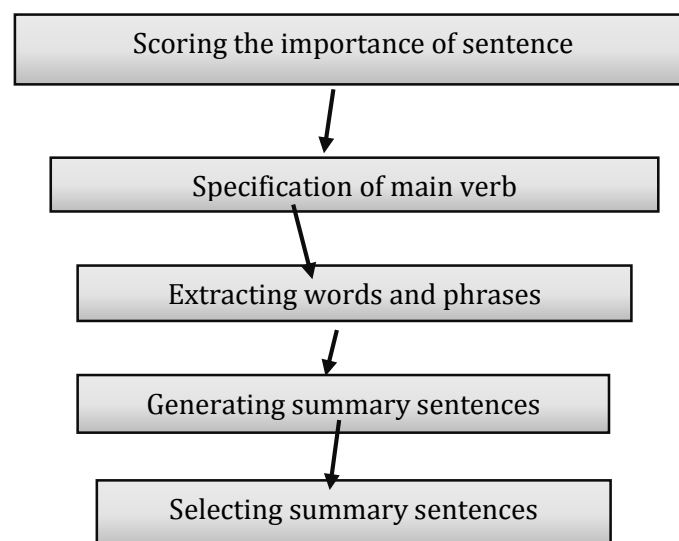 Scoring the importance of sentence
Specification of main verb
Extracting words and phrases
Generating summary sentences
Selecting summary sentences